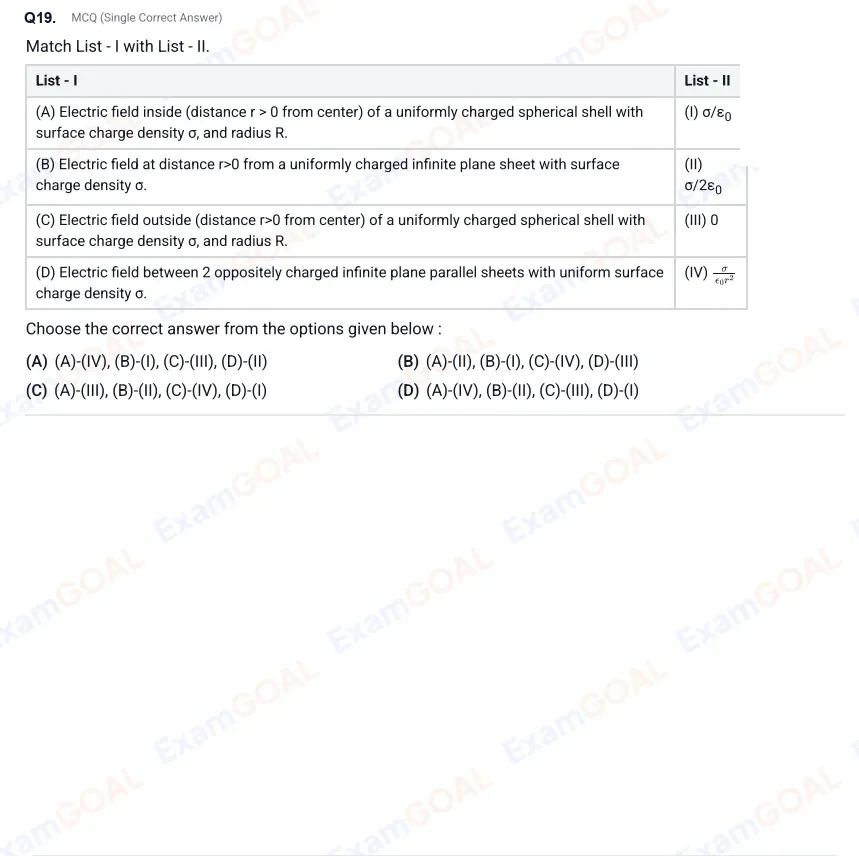 Q19. MCQ (Single Correct Answer)
Match List - I with List - II.
List - I List - II
(A) Electric field inside (distance r > 0 from center) of a uniformly charged spherical shell with (I) σ/ε₀
surface charge density σ, and radius R.
(B) Electric field at distance r>0 from a uniformly charged infinite plane sheet with surface (II)
charge density σ. σ/2ε₀
(C) Electric field outside (distance r>0 from center) of a uniformly charged spherical shell with (III) 0
surface charge density σ, and radius R.
(D) Electric field between 2 oppositely charged infinite plane parallel sheets with uniform surface (IV) σ/ϵ₀r²
charge density σ.
Choose the correct answer from the options given below :
(A) (A)-(IV), (B)-(I), (C)-(III), (D)-(II) (B) (A)-(II), (B)-(I), (C)-(IV), (D)-(III)
(C) (A)-(III), (B)-(II), (C)-(IV), (D)-(I) (D) (A)-(IV), (B)-(II), (C)-(III), (D)-(I)
ExamGOAL